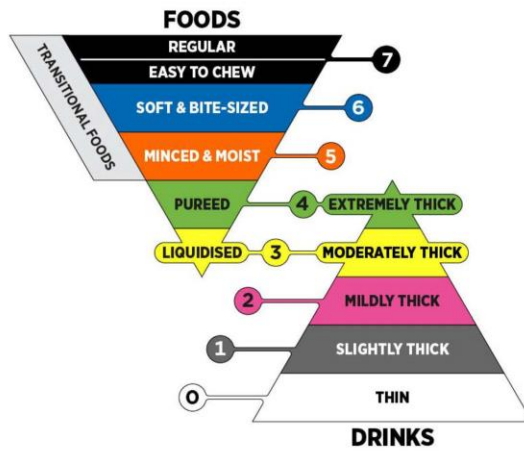 FOODS
REGULAR
7
EASY TO CHEW
TRANSITIONAL FOODS
SOFT & BITE-SIZED
6
MINCED & MOIST
5
PUREED
4
EXTREMELY THICK
LIQUIDISED
3
MODERATELY THICK
2
MILDLY THICK
1
SLIGHTLY THICK
0
THIN
DRINKS